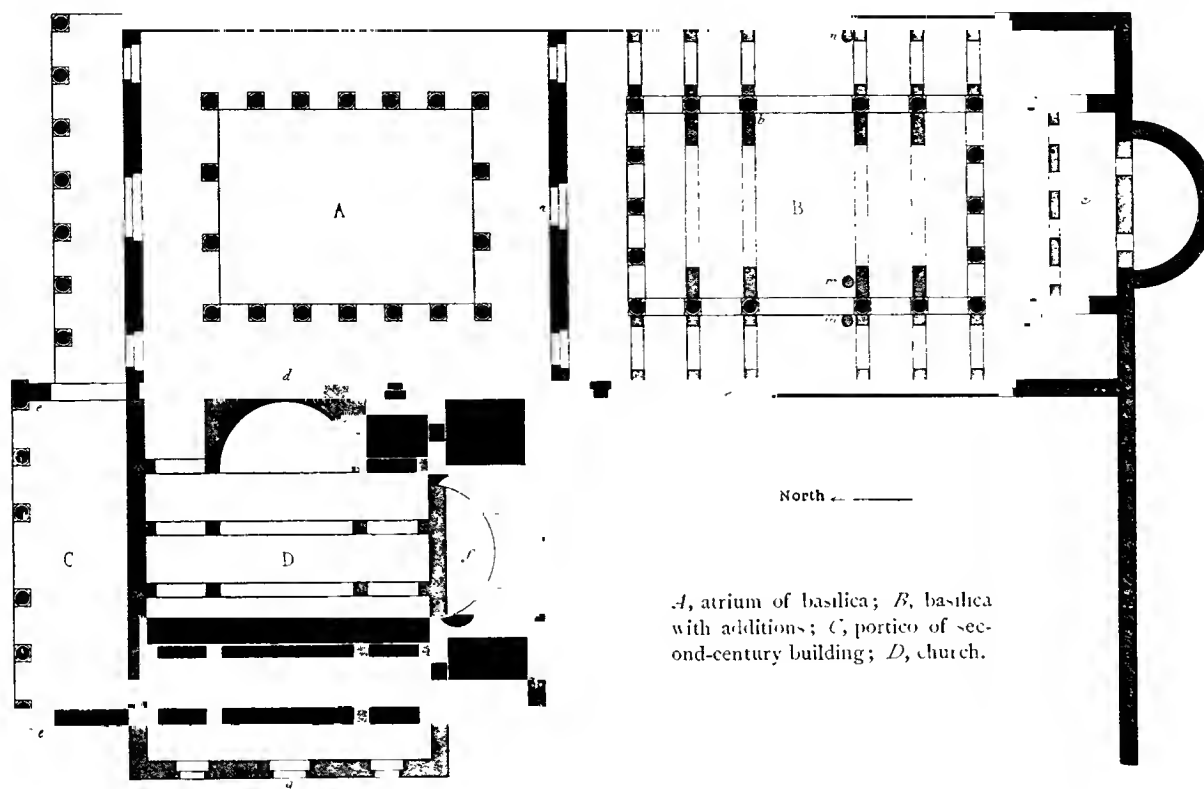 n
b
A
a
B
m
m
d
c
e
North
C
D
f
A, atrium of basilica; B, basilica
with additions; C, portico of sec-
ond-century building; D, church.
e
g